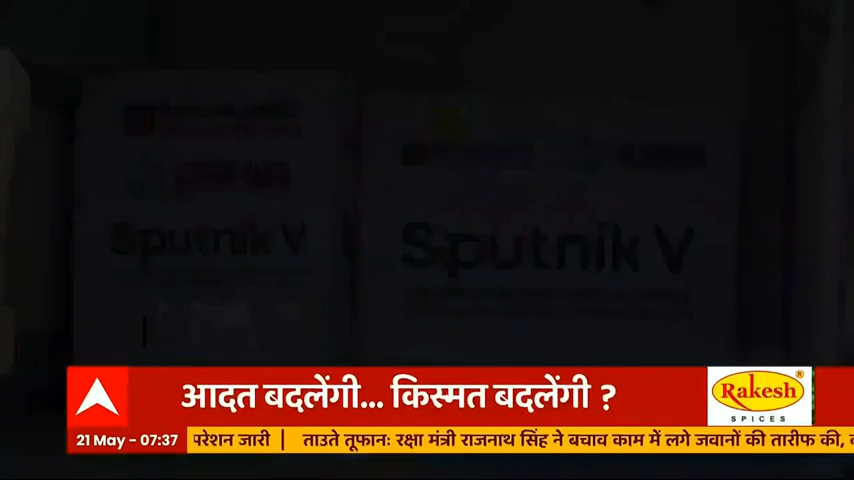 Sputnik V
Sputnik V
आदत बदलेंगी... किस्मत बदलेंगी ?
Rakesh®
SPICES
21 May - 07:37
परेशन जारी | ताउते तूफानः रक्षा मंत्री राजनाथ सिंह ने बचाव काम में लगे जवानों की तारीफ की,